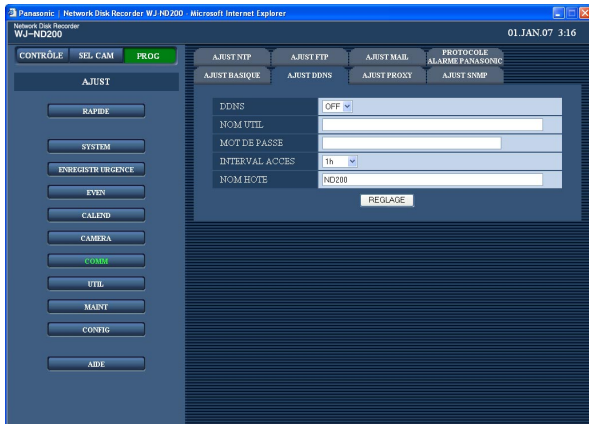 Panasonic | Network Disk Recorder WJ-ND200 - Microsoft Internet Explorer
Network Disk Recorder
WJ-ND200
01.JAN.07 3:16
CONTRÔLE SEL CAM PROG
AJUST
RAPIDE
SYSTEM
ENREGISTR URGENCE
EVEN
CALEND
CAMERA
COMM
UTIL
MAINT
CONFIG
AIDE
AJUST NTP AJUST FTP AJUST MAIL PROTOCOLE
ALARME PANASONIC
AJUST BASIQUE AJUST DDNS AJUST PROXY AJUST SNMP
DDNS OFF
NOM UTIL
MOT DE PASSE
INTERVAL ACCES 1h
NOM HOTE ND200
REGLAGE